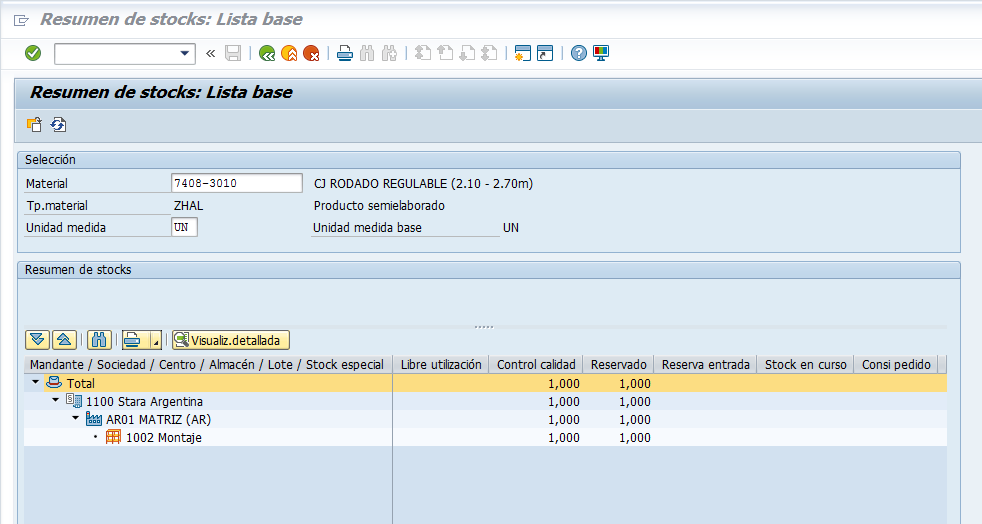 Resumen de stocks: Lista base
Resumen de stocks: Lista base
Selección
Material 7408-3010 CJ RODADO REGULABLE (2.10 - 2.70m)
Tp.material ZHAL Producto semielaborado
Unidad medida UN Unidad medida base UN
Resumen de stocks
Visualiz.detallada
Mandante / Sociedad / Centro / Almacén / Lote / Stock especial Libre utilización Control calidad Reservado Reserva entrada Stock en curso Consi pedido
Total 1,000 1,000
1100 Stara Argentina 1,000 1,000
AR01 MATRIZ (AR) 1,000 1,000
1002 Montaje 1,000 1,000